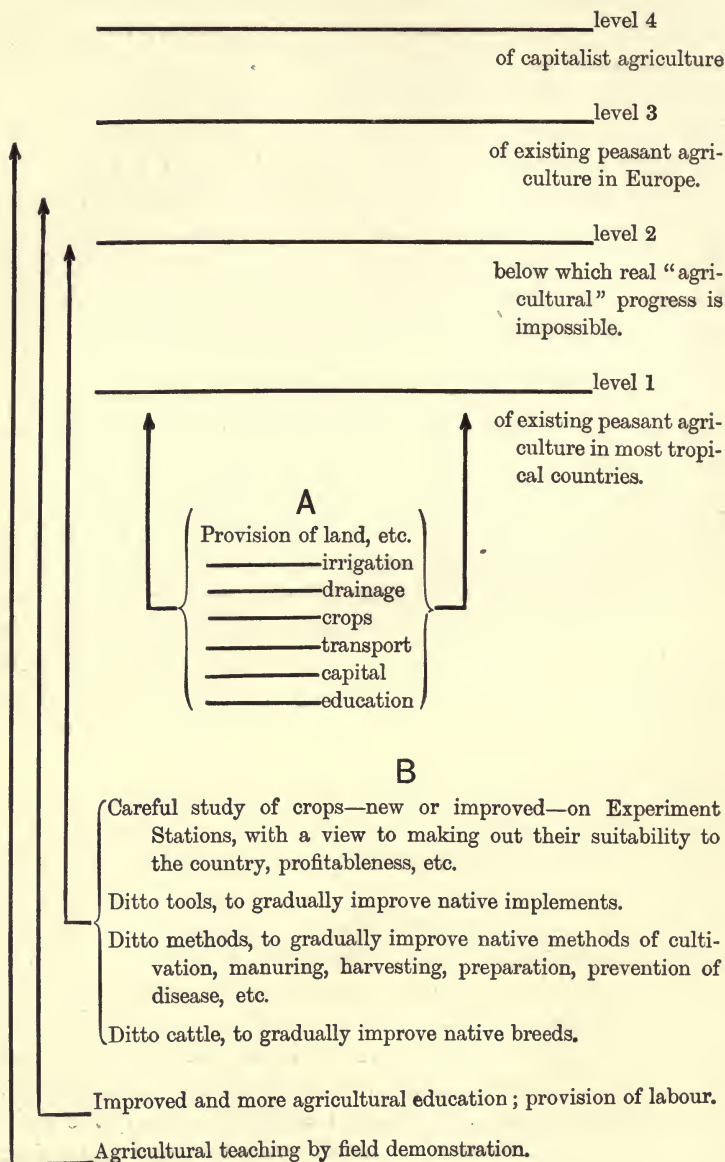 level 4
of capitalist agriculture
level 3
of existing peasant agri-
culture in Europe.
level 2
below which real "agri-
cultural" progress is
impossible.
level 1
of existing peasant agri-
culture in most tropi-
cal countries.
A
Provision of land, etc.
irrigation
drainage
crops
transport
capital
education
B
Careful study of crops—new or improved—on Experiment
Stations, with a view to making out their suitability to
the country, profitableness, etc.
Ditto tools, to gradually improve native implements.
Ditto methods, to gradually improve native methods of culti-
vation, manuring, harvesting, preparation, prevention of
disease, etc.
Ditto cattle, to gradually improve native breeds.
Improved and more agricultural education; provision of labour.
Agricultural teaching by field demonstration.